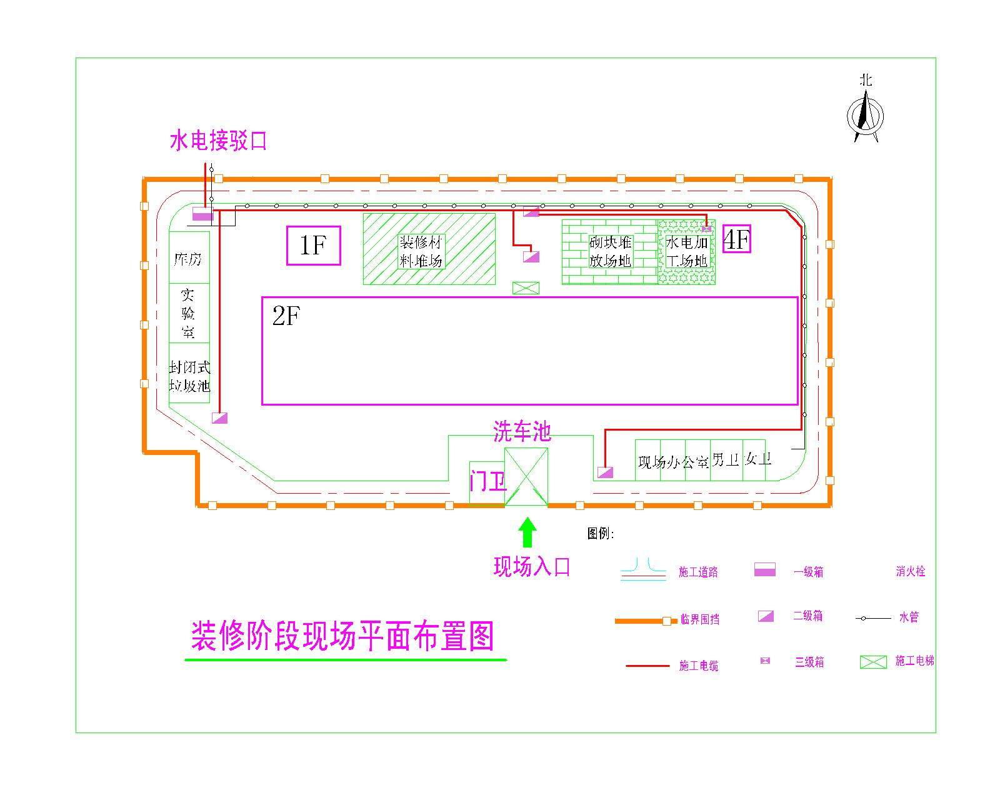 北
水电接驳口
1F
装修材
料堆场
砌块堆
放场地
水电加
工场地
4F
库房
实
验
室
封闭式
垃圾池
2F
洗车池
门卫
现场办公室
男卫
女卫
现场入口
图例:
施工道路
一级箱
消火栓
临界围挡
二级箱
水管
施工电缆
三级箱
施工电梯
装修阶段现场平面布置图